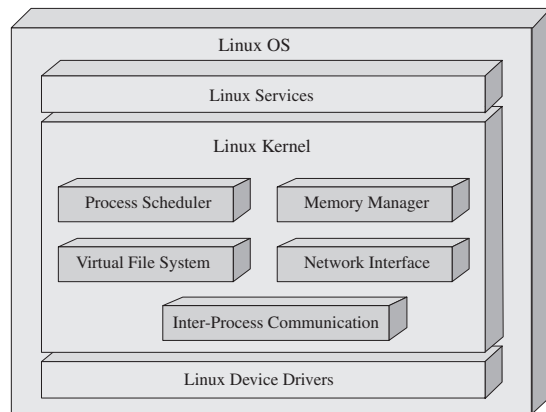 Linux OS
Linux Services
Linux Kernel
Process Scheduler
Memory Manager
Virtual File System
Network Interface
Inter-Process Communication
Linux Device Drivers